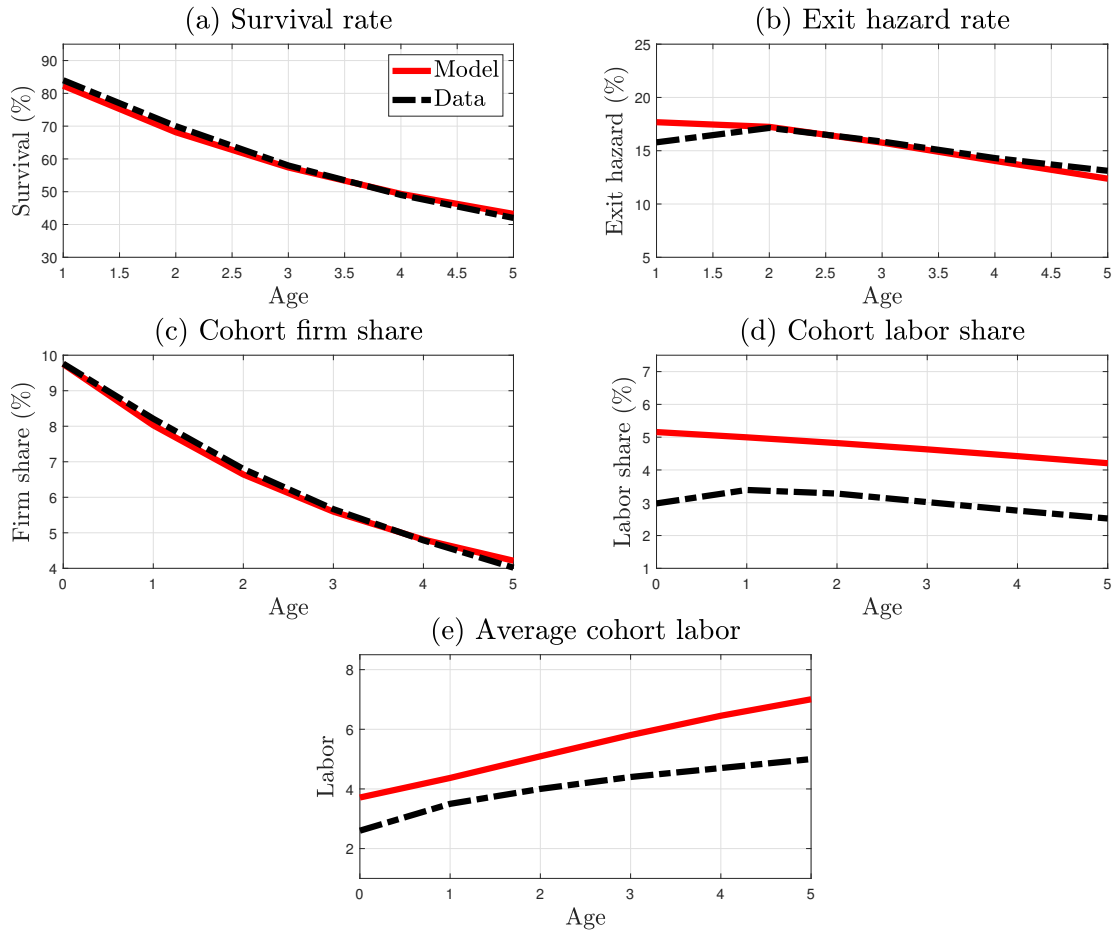 (a) Survival rate
90
80
70
60
50
40
30
Survival (%)
Model
Data
1 1.5 2 2.5 3 3.5 4 4.5 5
Age
(b) Exit hazard rate
25
20
15
10
5
Exit hazard (%)
1 1.5 2 2.5 3 3.5 4 4.5 5
Age
(c) Cohort firm share
10
9
8
7
6
5
4
Firm share (%)
0 1 2 3 4 5
Age
(d) Cohort labor share
7
6
5
4
3
2
1
Labor share (%)
0 1 2 3 4 5
Age
(e) Average cohort labor
8
6
4
2
Labor
0 1 2 3 4 5
Age